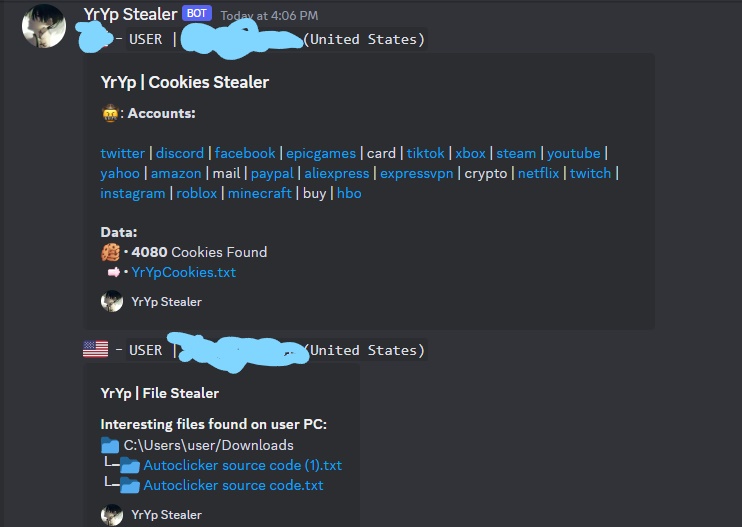 YrYp Stealer BOT Today at 4:06 PM
- USER | (United States)
YrYp | Cookies Stealer
: Accounts:
twitter | discord | facebook | epicgames | card | tiktok | xbox | steam | youtube |
yahoo | amazon | mail | paypal | aliexpress | expressvpn | crypto | netflix | twitch |
instagram | roblox | minecraft | buy | hbo
Data:
• 4080 Cookies Found
• YrYpCookies.txt
YrYp Stealer
- USER | (United States)
YrYp | File Stealer
Interesting files found on user PC:
C:\Users\user/Downloads
Autoclicker source code (1).txt
Autoclicker source code.txt
YrYp Stealer